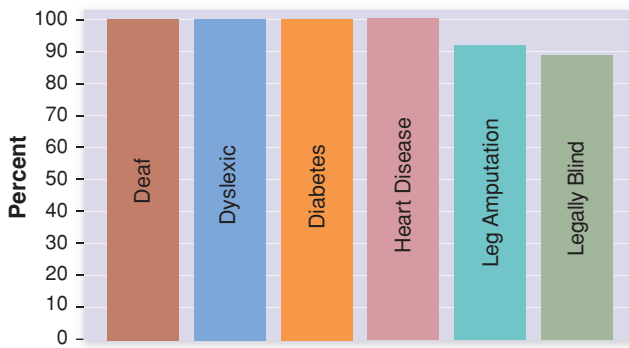 100
90
80
70
60
50
40
30
20
10
0
Percent
Deaf
Dyslexic
Diabetes
Heart Disease
Leg Amputation
Legally Blind